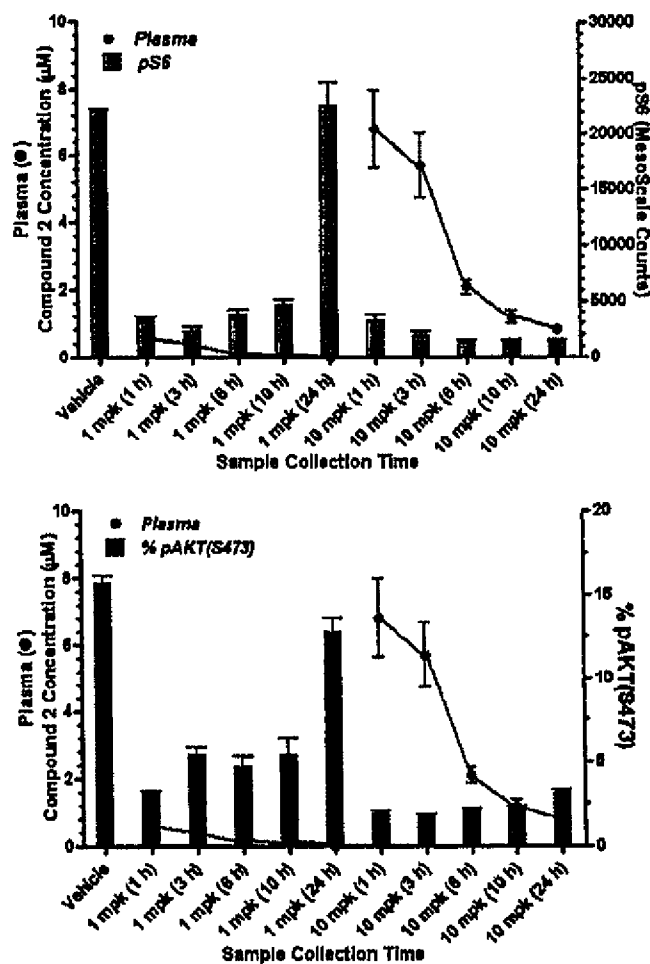 10
8
6
4
2
0
Plasma (●)
Compound 2 Concentration (µM)
Plasma
pS6
30000
25000
20000
15000
10000
5000
0
pS6 (MesoScale Counts)
Vehicle
1 mpk (1 h)
1 mpk (3 h)
1 mpk (6 h)
1 mpk (10 h)
1 mpk (24 h)
10 mpk (1 h)
10 mpk (3 h)
10 mpk (6 h)
10 mpk (10 h)
10 mpk (24 h)
Sample Collection Time
10
8
6
4
2
0
Plasma (●)
Compound 2 Concentration (µM)
Plasma
% pAKT(S473)
20
15
10
5
0
% pAKT(S473)
Vehicle
1 mpk (1 h)
1 mpk (3 h)
1 mpk (6 h)
1 mpk (10 h)
1 mpk (24 h)
10 mpk (1 h)
10 mpk (3 h)
10 mpk (6 h)
10 mpk (10 h)
10 mpk (24 h)
Sample Collection Time